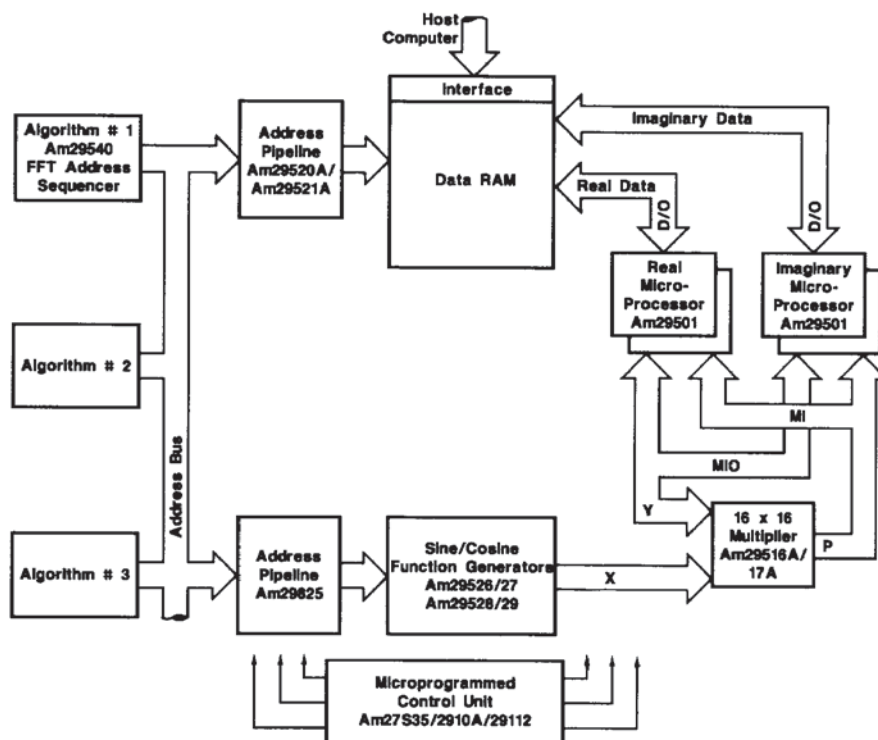 Host
Computer
Interface
Data RAM
Algorithm # 1
Am29540
FFT Address
Sequencer
Address
Pipeline
Am29520A/
Am29521A
Imaginary Data
Real Data
D/O
D/O
Real
Micro-
Processor
Am29501
Imaginary
Micro-
Processor
Am29501
Algorithm # 2
Address Bus
MI
MIO
Y
Algorithm # 3
Address
Pipeline
Am29825
Sine/Cosine
Function Generators
Am29526/27
Am29528/29
X
16 x 16
Multiplier
Am29516A/
17A
P
Microprogrammed
Control Unit
Am27S35/2910A/29112